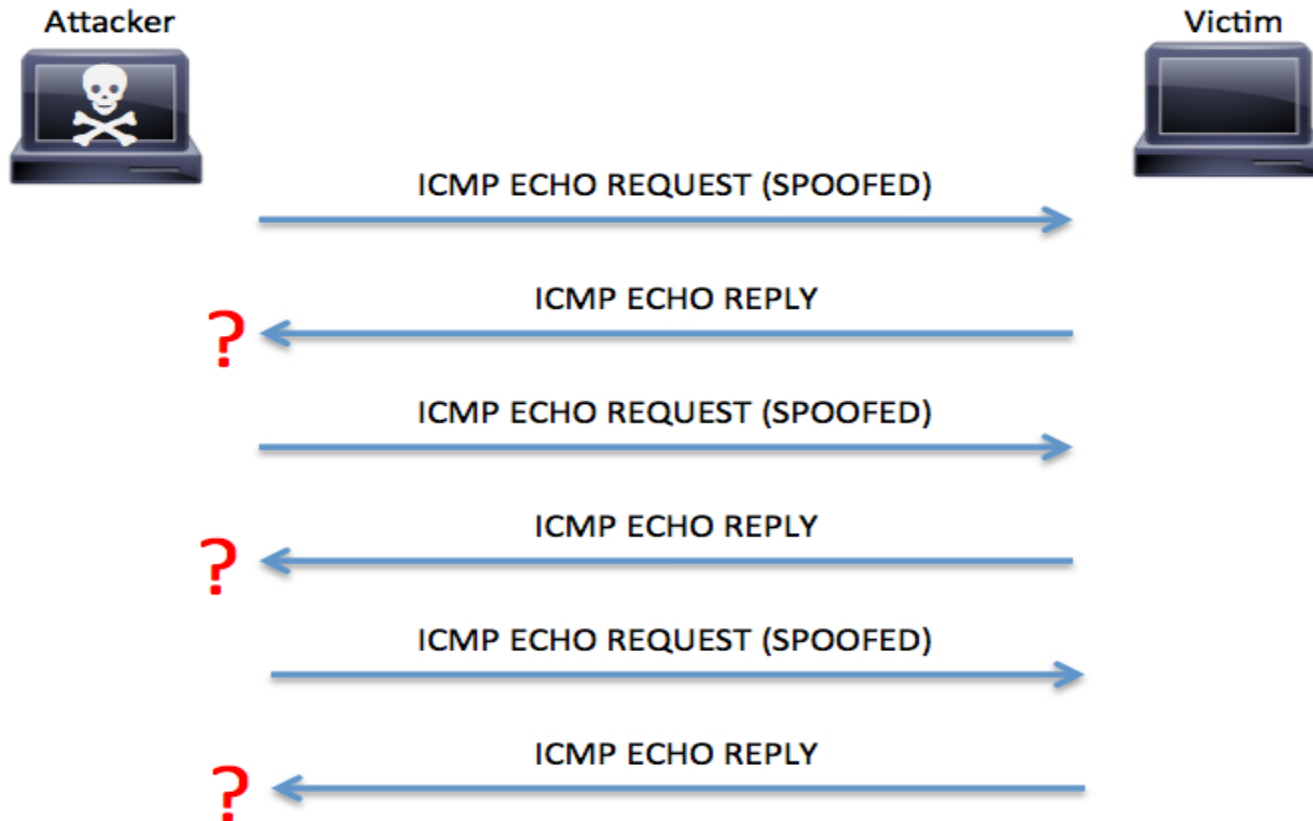 Attacker
Victim
ICMP ECHO REQUEST (SPOOFED)
ICMP ECHO REPLY
?
ICMP ECHO REQUEST (SPOOFED)
ICMP ECHO REPLY
?
ICMP ECHO REQUEST (SPOOFED)
ICMP ECHO REPLY
?